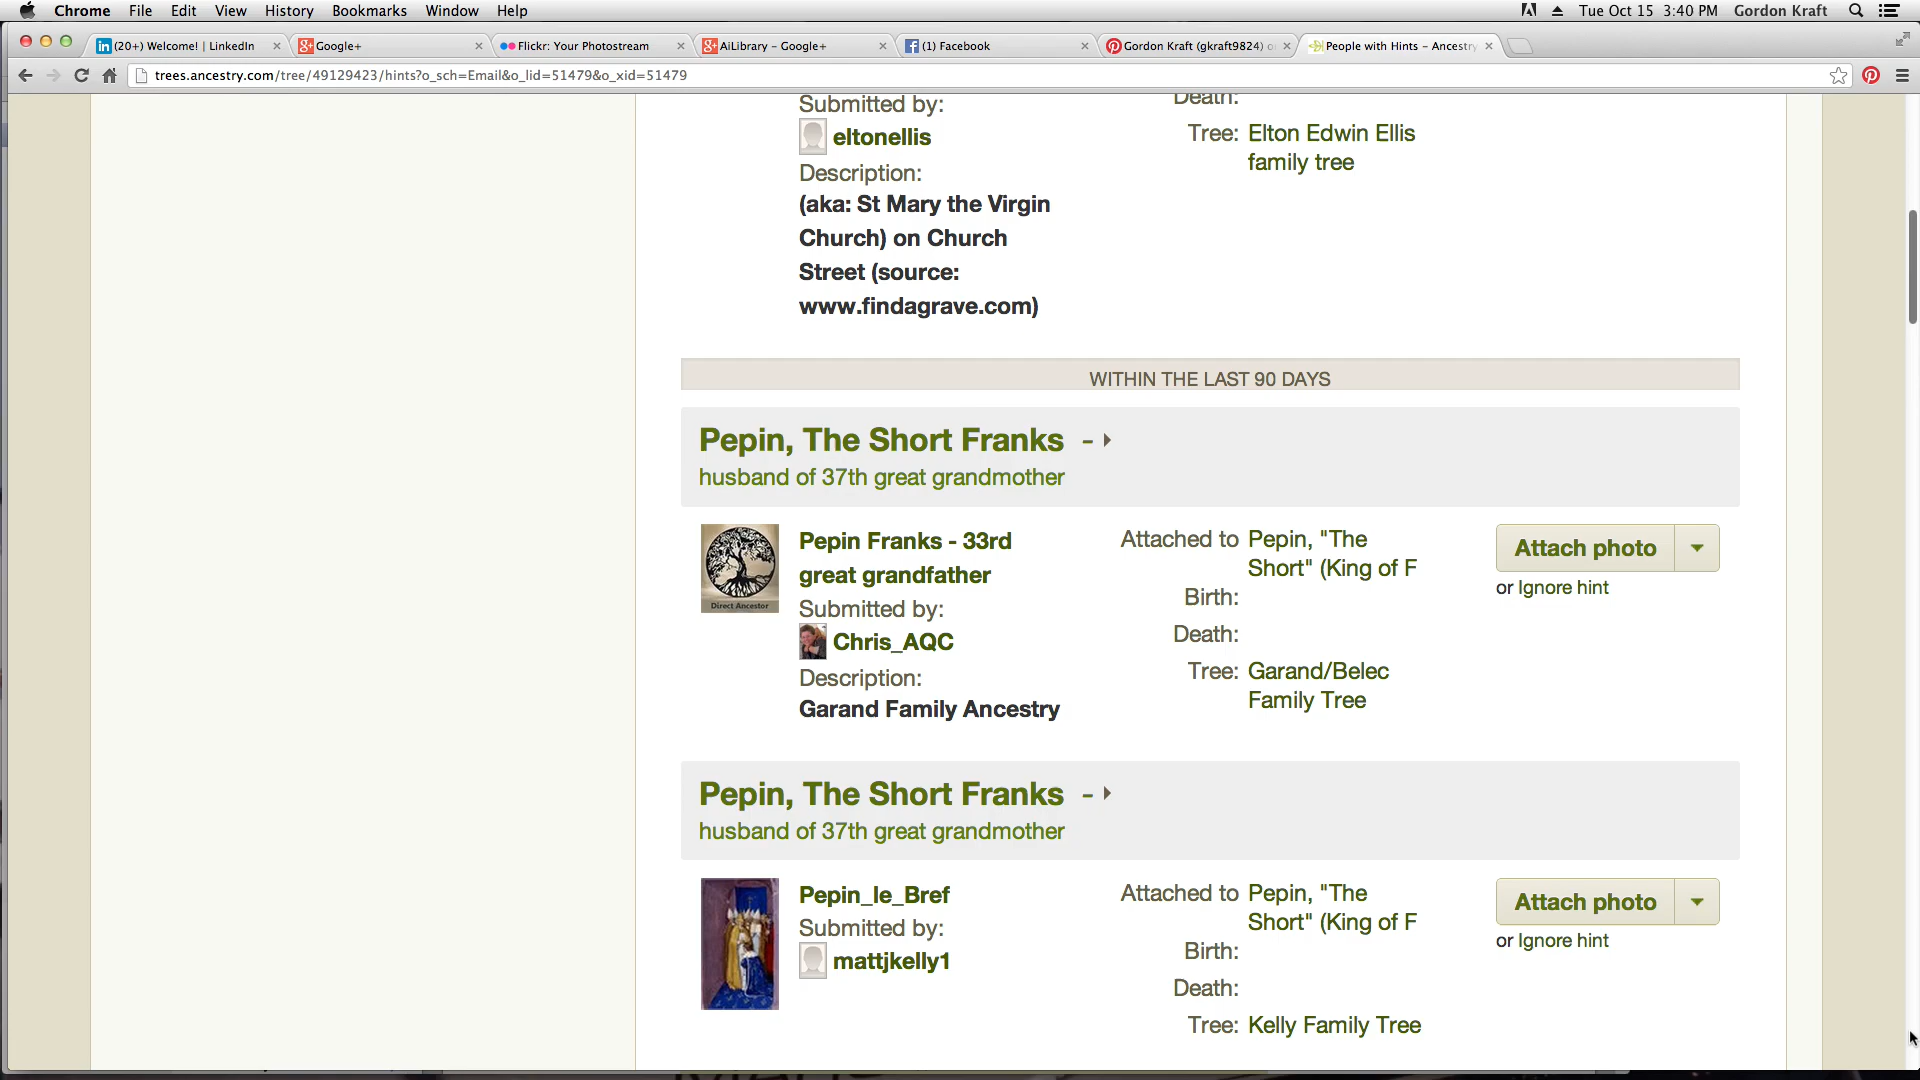 Chrome File Edit View History Bookmarks Window Help Tue Oct 15 3:40 PM Gordon Kraft
(20+) Welcome! | LinkedIn Google+ Flickr: Your Photostream AiLibrary - Google+ (1) Facebook Gordon Kraft (gkraft9824) o People with Hints - Ancestry
trees.ancestry.com/tree/49129423/hints?o_sch=Email&o_lid=51479&o_xid=51479
Submitted by:
eltonellis
Description:
(aka: St Mary the Virgin
Church) on Church
Street (source:
www.findagrave.com)
Death:
Tree: Elton Edwin Ellis
family tree
WITHIN THE LAST 90 DAYS
Pepin, The Short Franks -
husband of 37th great grandmother
Direct Ancestor
Pepin Franks - 33rd
great grandfather
Submitted by:
Chris_AQC
Description:
Garand Family Ancestry
Attached to Pepin, "The
Short" (King of F
Birth:
Death:
Tree: Garand/Belec
Family Tree
Attach photo
or Ignore hint
Pepin, The Short Franks -
husband of 37th great grandmother
Pepin_le_Bref
Submitted by:
mattjkelly1
Attached to Pepin, "The
Short" (King of F
Birth:
Death:
Tree: Kelly Family Tree
Attach photo
or Ignore hint